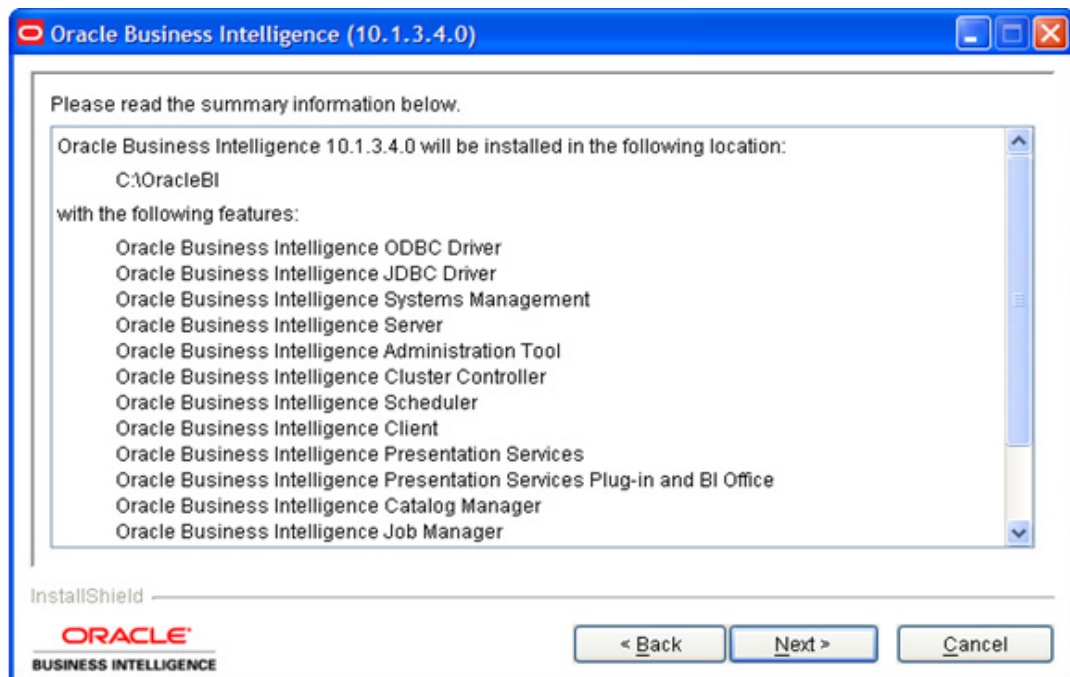 Oracle Business Intelligence (10.1.3.4.0)
Please read the summary information below.
Oracle Business Intelligence 10.1.3.4.0 will be installed in the following location:
C:\OracleBI
with the following features:
Oracle Business Intelligence ODBC Driver
Oracle Business Intelligence JDBC Driver
Oracle Business Intelligence Systems Management
Oracle Business Intelligence Server
Oracle Business Intelligence Administration Tool
Oracle Business Intelligence Cluster Controller
Oracle Business Intelligence Scheduler
Oracle Business Intelligence Client
Oracle Business Intelligence Presentation Services
Oracle Business Intelligence Presentation Services Plug-in and BI Office
Oracle Business Intelligence Catalog Manager
Oracle Business Intelligence Job Manager
InstallShield
ORACLE
BUSINESS INTELLIGENCE
< Back
Next >
Cancel